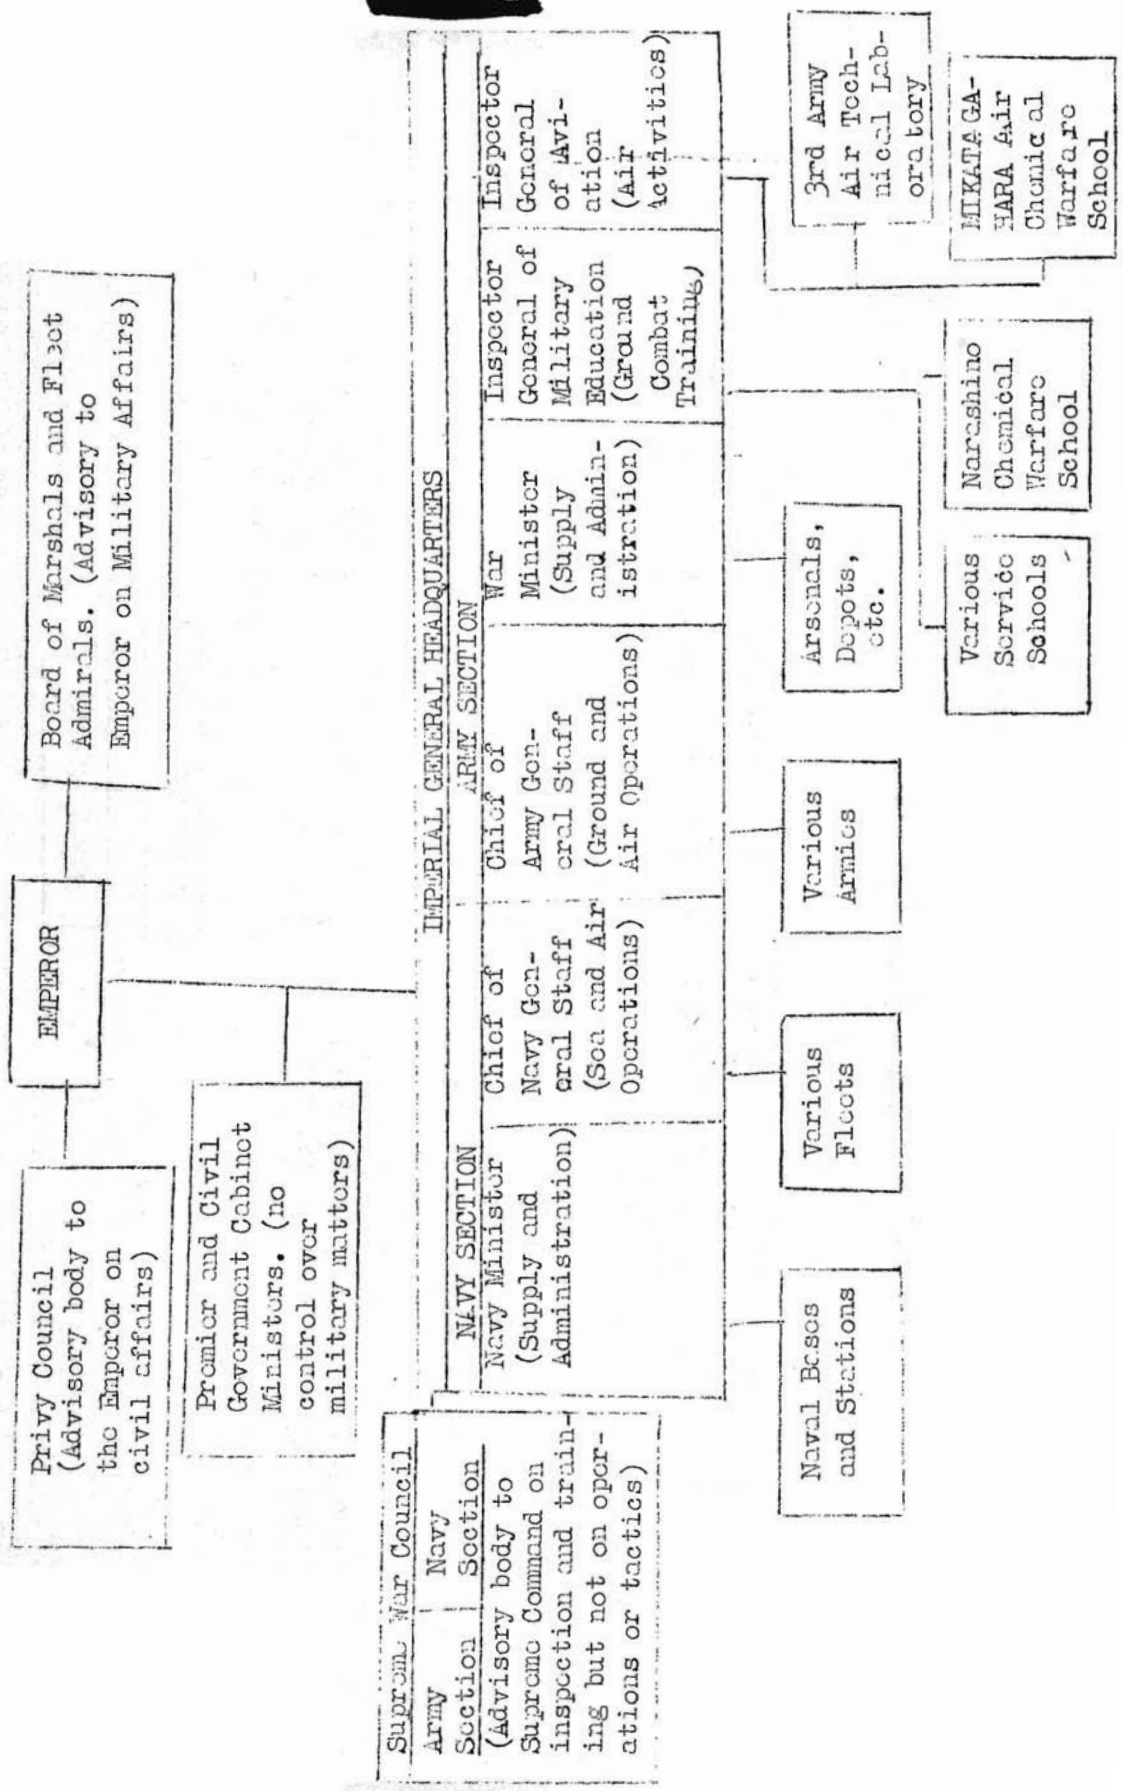 EMPEROR
Board of Marshals and Fleet
Admirals. (Advisory to
Emperor on Military Affairs)
Privy Council
(Advisory body to
the Emperor on
civil affairs)
Premier and Civil
Government Cabinet
Ministers. (no
control over
military matters)
Supreme War Council
Army
Section
Navy
Section
(Advisory body to
Supreme Command on
inspection and train-
ing but not on oper-
ations or tactics)
IMPERIAL GENERAL HEADQUARTERS
NAVY SECTION
ARMY SECTION
Navy Minister
(Supply and
Administration)
Chief of
Navy Gen-
eral Staff
(Sea and Air
Operations)
Chief of
Army Gen-
eral Staff
(Ground and
Air Operations)
War
Minister
(Supply
and Admin-
istration)
Inspector
General of
Military
Education
(Ground
Combat
Training)
Inspector
General
of Avi-
ation
(Air
Activities)
Naval Bases
and Stations
Various
Fleets
Various
Armies
Arsenals,
Depots,
etc.
Various
Service
Schools
Narashino
Chemical
Warfare
School
3rd Army
Air Tech-
nical Lab-
oratory
MIKATAGA-
HARA Air
Chemical
Warfare
School